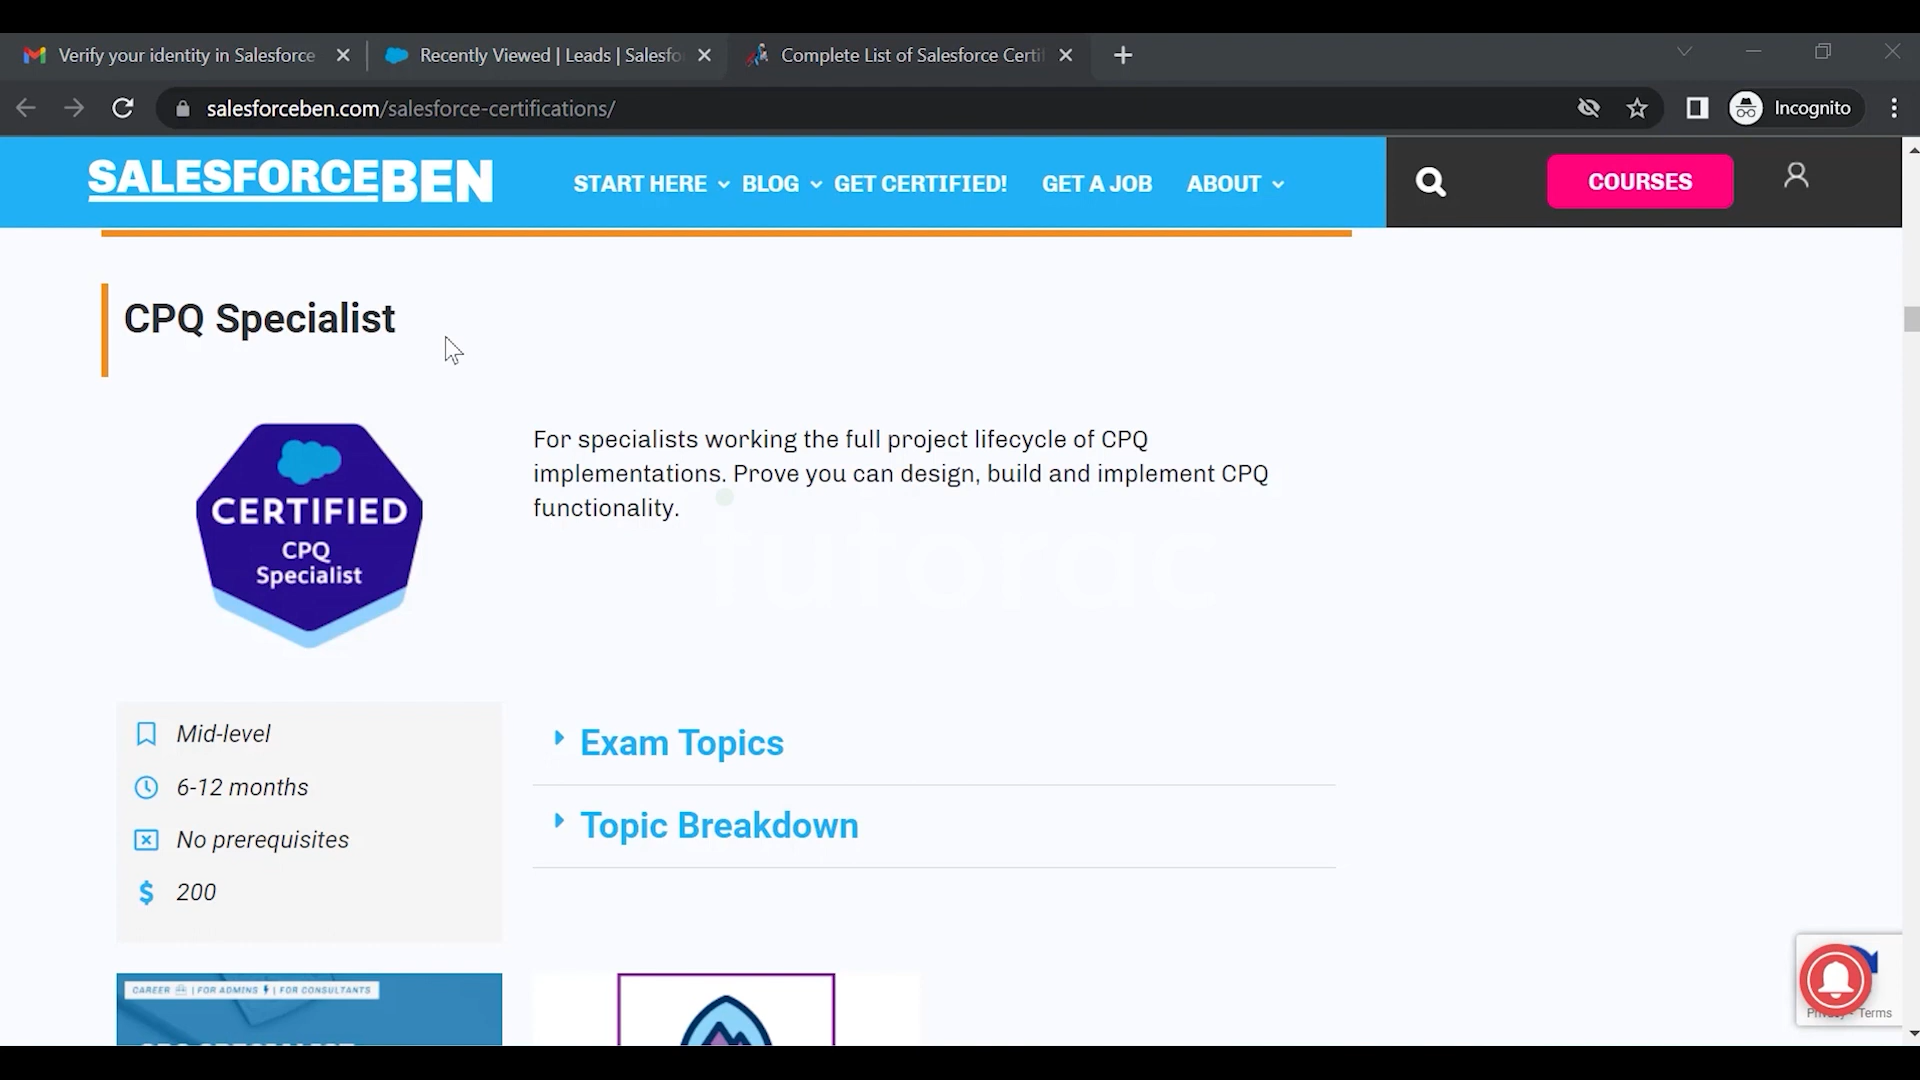 Verify your identity in Salesforce
Recently Viewed | Leads | Salesfo
Complete List of Salesforce Certi
salesforceben.com/salesforce-certifications/
Incognito
SALESFORCEBEN
START HERE
BLOG
GET CERTIFIED!
GET A JOB
ABOUT
COURSES
CPQ Specialist
CERTIFIED
CPQ
Specialist
For specialists working the full project lifecycle of CPQ
implementations. Prove you can design, build and implement CPQ
functionality.
tutorac
Mid-level
6-12 months
No prerequisites
$ 200
Exam Topics
Topic Breakdown
CAREER | FOR ADMINS | FOR CONSULTANTS
Terms